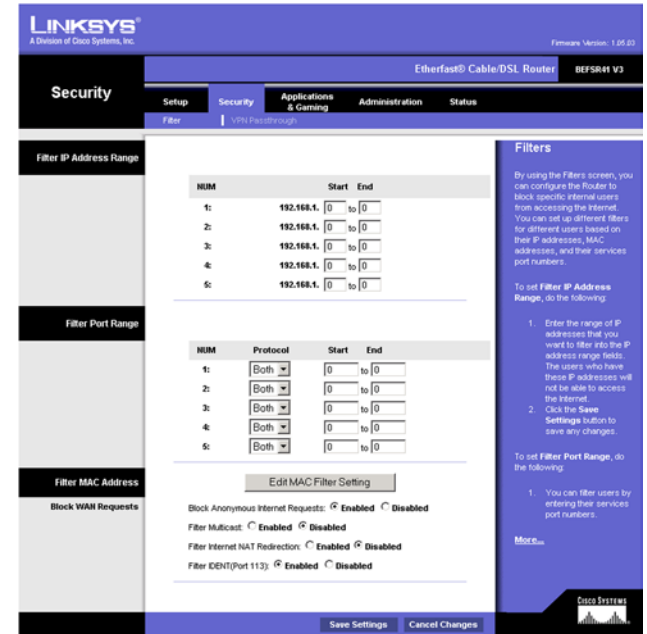 LINKSYS®
A Division of Cisco Systems, Inc.
Firmware Version: 1.05.03
Etherfast® Cable/DSL Router BEFSR41 V3
Security
Setup Security Applications & Gaming Administration Status
Filter VPN Passthrough
Filter IP Address Range
NUM Start End
1: 192.168.1. 0 to 0
2: 192.168.1. 0 to 0
3: 192.168.1. 0 to 0
4: 192.168.1. 0 to 0
5: 192.168.1. 0 to 0
Filter Port Range
NUM Protocol Start End
1: Both 0 to 0
2: Both 0 to 0
3: Both 0 to 0
4: Both 0 to 0
5: Both 0 to 0
Filter MAC Address
Edit MAC Filter Setting
Block WAN Requests
Block Anonymous Internet Requests: Enabled Disabled
Filter Multicast: Enabled Disabled
Filter Internet NAT Redirection: Enabled Disabled
Filter IDENT(Port 113): Enabled Disabled
Filters
By using the Filters screen, you
can configure the Router to
block specific internal users
from accessing the Internet.
You can set up different filters
for different users based on
their IP addresses, MAC
addresses, and their services
port numbers.
To set Filter IP Address
Range, do the following:
1. Enter the range of IP
addresses that you
want to filter into the IP
address range fields.
The users who have
these IP addresses will
not be able to access
the Internet.
2. Click the Save
Settings button to
save any changes.
To set Filter Port Range, do
the following:
1. You can filter users by
entering their services
port numbers.
More...
CISCO SYSTEMS
Save Settings Cancel Changes